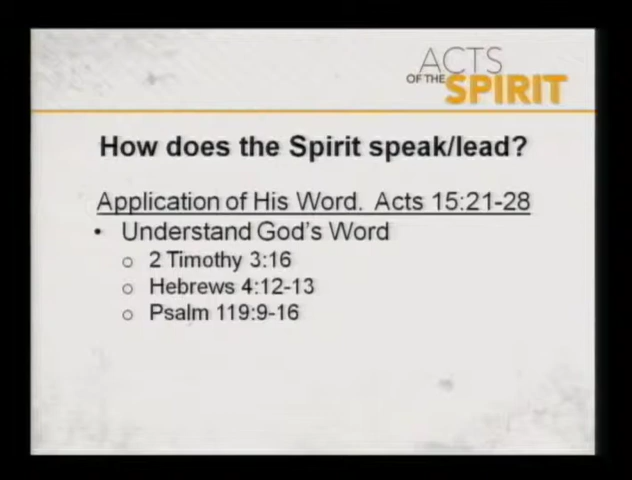 ACTS
OF THE SPIRIT
How does the Spirit speak/lead?
Application of His Word. Acts 15:21-28
• Understand God's Word
o 2 Timothy 3:16
o Hebrews 4:12-13
o Psalm 119:9-16